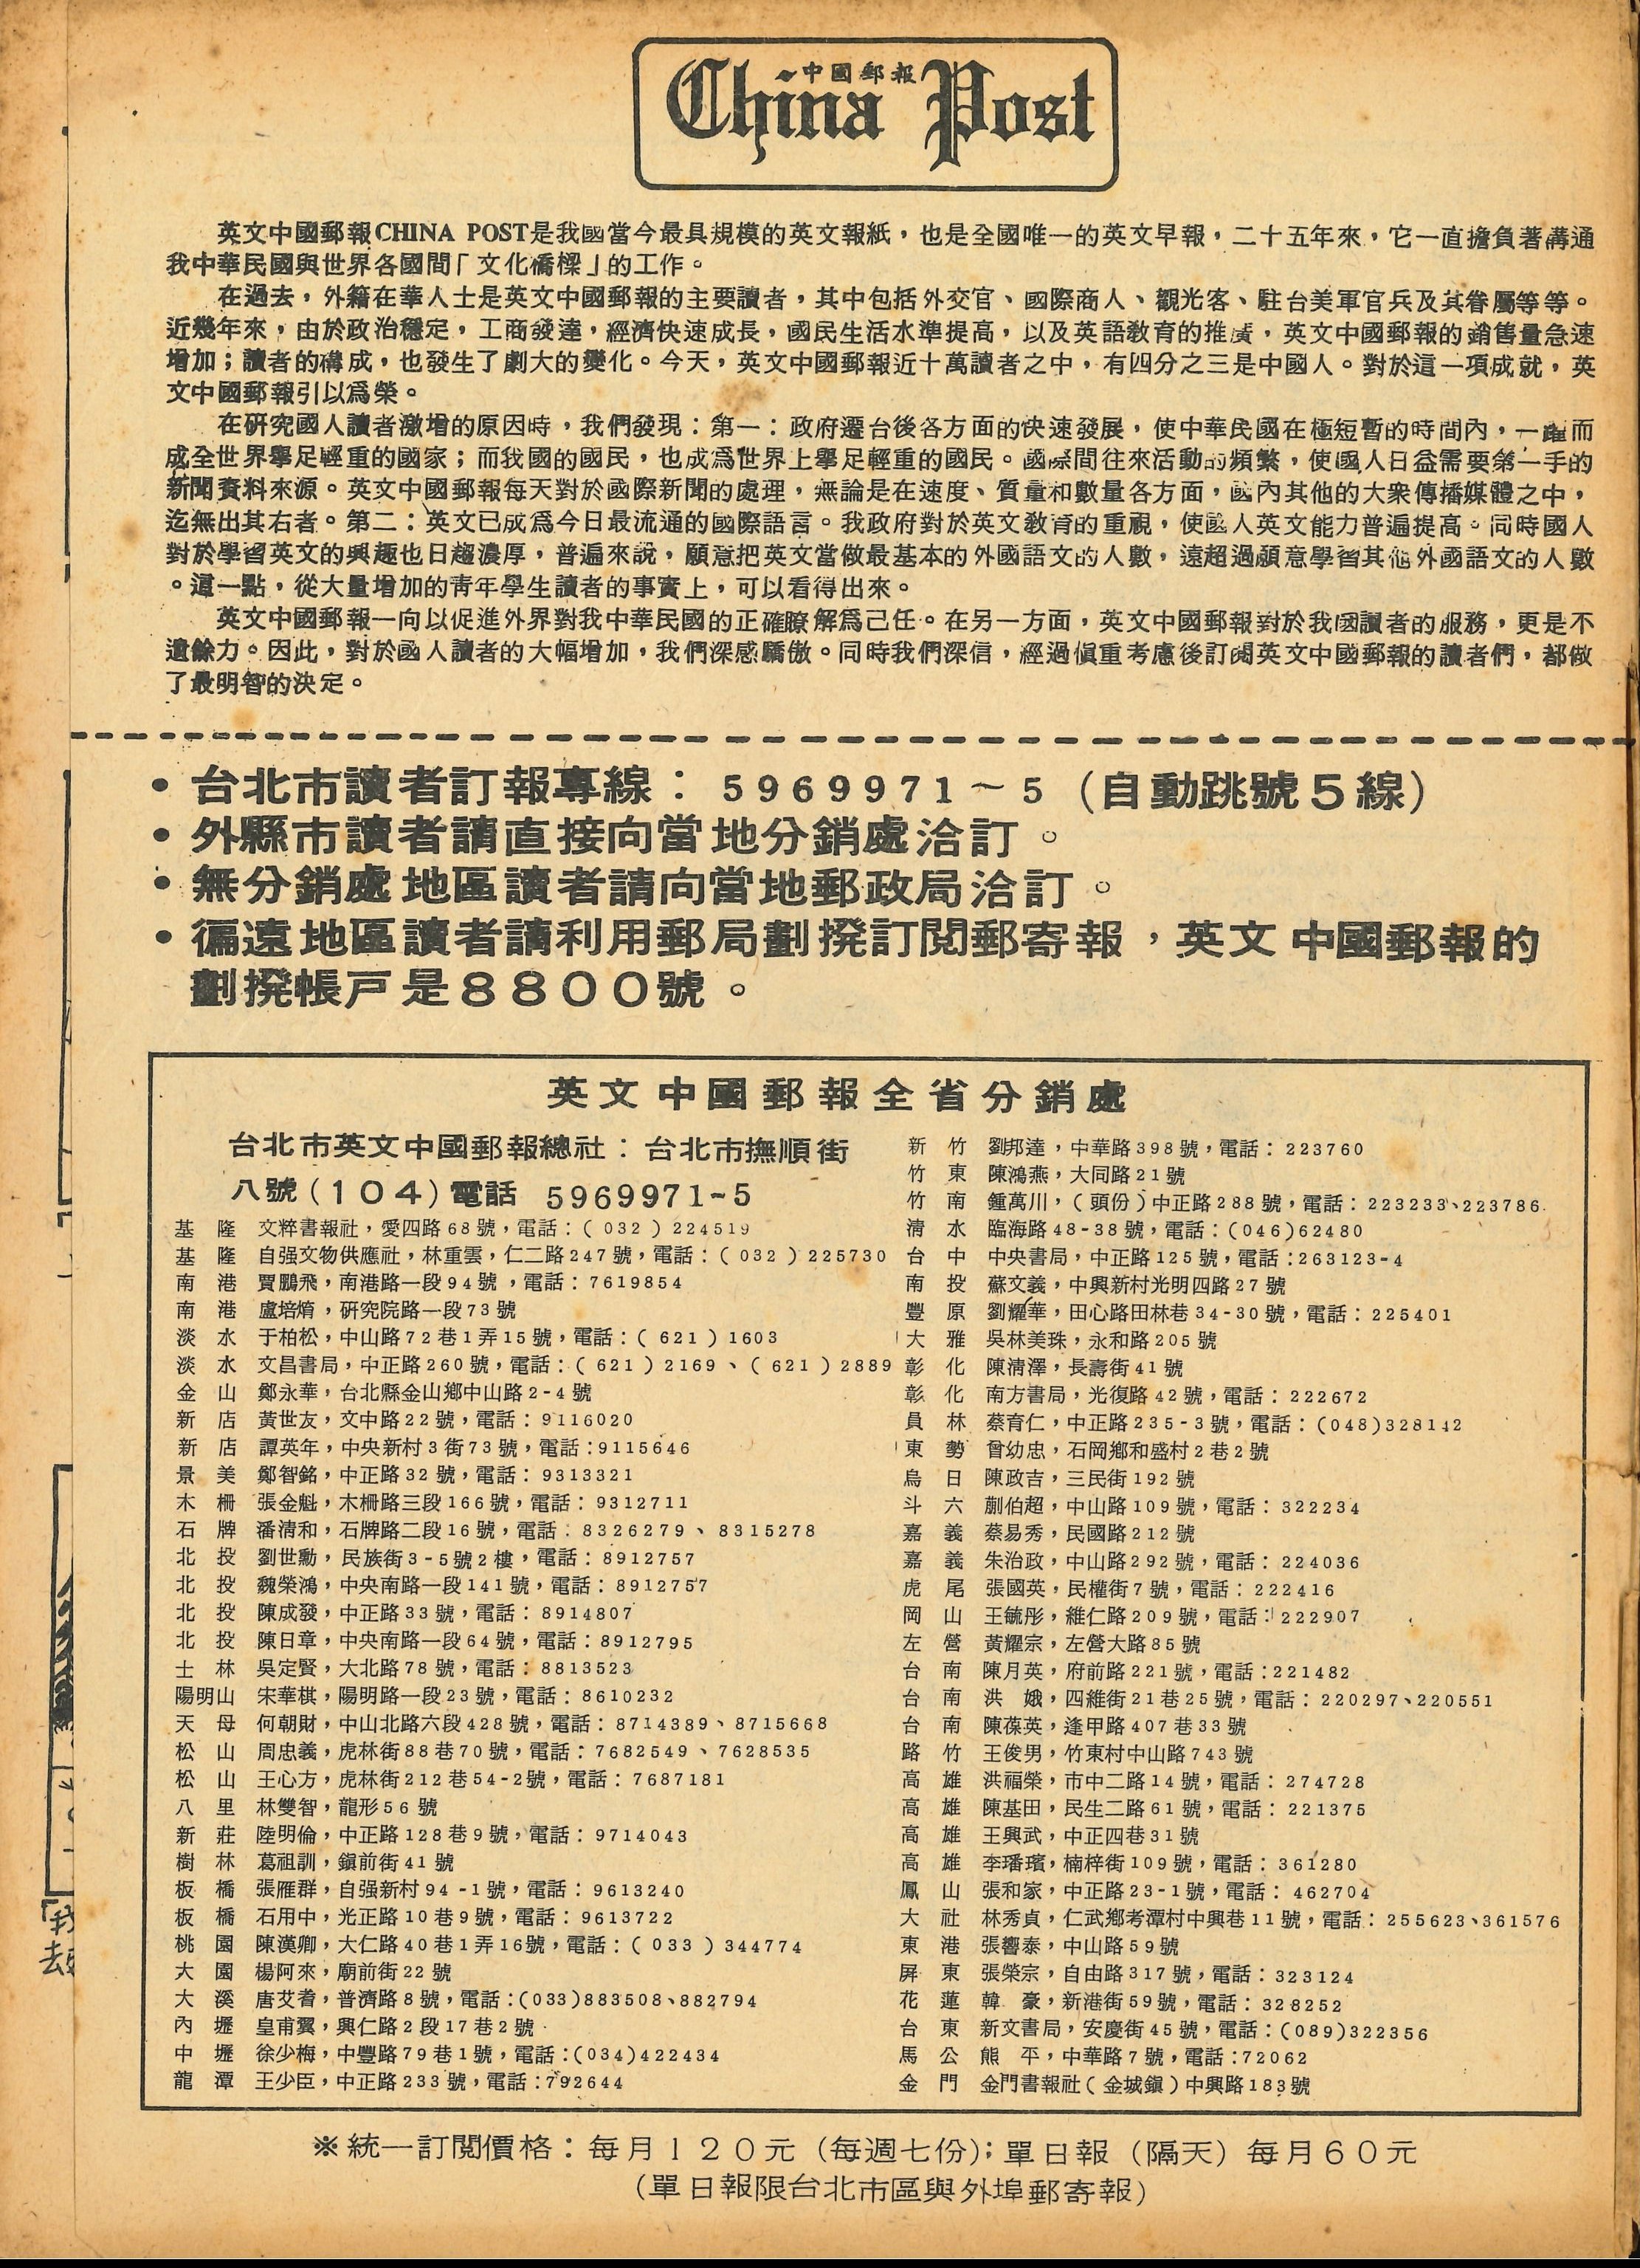 中國郵報
China Post
英文中國郵報CHINA POST是我國當今最具規模的英文報紙，也是全國唯一的英文早報，二十五年來，它一直擔負著溝通
我中華民國與世界各國間「文化橋樑」的工作。
在過去，外籍在華人士是英文中國郵報的主要讀者，其中包括外交官、國際商人、觀光客、駐台美軍官兵及其眷屬等等。
近幾年來，由於政治穩定，工商發達，經濟快速成長，國民生活水準提高，以及英語教育的推廣，英文中國郵報的銷售量急速
增加；讀者的構成，也發生了劇大的變化。今天，英文中國郵報近十萬讀者之中，有四分之三是中國人。對於這一項成就，英
文中國郵報引以爲榮。
在研究國人讀者激增的原因時，我們發現：第一：政府遷台後各方面的快速發展，使中華民國在極短暫的時間內，一躍而
成全世界舉足輕重的國家；而我國的國民，也成爲世界上舉足輕重的國民。國際間往來活動的頻繁，使國人日益需要第一手的
新聞資料來源。英文中國郵報每天對於國際新聞的處理，無論是在速度、質量和數量各方面，國內其他的大衆傳播媒體之中，
迄無出其右者。第二：英文已成爲今日最流通的國際語言。我政府對於英文教育的重視，使國人英文能力普遍提高。同時國人
對於學習英文的興趣也日趨濃厚，普遍來說，願意把英文當做最基本的外國語文的人數，遠超過願意學習其他外國語文的人數
。這一點，從大量增加的青年學生讀者的事實上，可以看得出來。
英文中國郵報一向以促進外界對我中華民國的正確瞭解爲己任。在另一方面，英文中國郵報對於我國讀者的服務，更是不
遺餘力。因此，對於國人讀者的大幅增加，我們深感驕傲。同時我們深信，經過愼重考慮後訂閱英文中國郵報的讀者們，都做
了最明智的決定。
•台北市讀者訂報專線：5969971～5（自動跳號5線）
•外縣市讀者請直接向當地分銷處洽訂。
•無分銷處地區讀者請向當地郵政局洽訂。
•徧遠地區讀者請利用郵局劃撥訂閱郵寄報，英文中國郵報的
劃撥帳戶是8800號。
英文中國郵報全省分銷處
台北市英文中國郵報總社：台北市撫順街
八號（104）電話 5969971-5
基隆 文粹書報社，愛四路68號，電話：（032）224519
基隆 自强文物供應社，林重雲，仁二路247號，電話：（032）225730
南港 賈鵬飛，南港路一段94號，電話：7619854
南港 盧培焴，研究院路一段73號
淡水 于柏松，中山路72巷1弄15號，電話：（621）1603
淡水 文昌書局，中正路260號，電話：（621）2169、（621）2889
金山 鄭永華，台北縣金山鄉中山路2-4號
新店 黃世友，文中路22號，電話：9116020
新店 譚英年，中央新村3街73號，電話：9115646
景美 鄭智銘，中正路32號，電話：9313321
木柵 張金魁，木柵路三段166號，電話：9312711
石牌 潘淸和，石牌路二段16號，電話：8326279、8315278
北投 劉世勳，民族街3-5號2樓，電話：8912757
北投 魏榮鴻，中央南路一段141號，電話：8912757
北投 陳成發，中正路33號，電話：8914807
北投 陳日章，中央南路一段64號，電話：8912795
士林 吳定賢，大北路78號，電話：8813523
陽明山 宋華棋，陽明路一段23號，電話：8610232
天母 何朝財，中山北路六段428號，電話：8714389、8715668
松山 周忠義，虎林街88巷70號，電話：7682549、7628535
松山 王心方，虎林街212巷54-2號，電話：7687181
八里 林雙智，龍形56號
新莊 陸明倫，中正路128巷9號，電話：9714043
樹林 葛祖訓，鎭前街41號
板橋 張雁群，自强新村94-1號，電話：9613240
板橋 石用中，光正路10巷9號，電話：9613722
桃園 陳漢卿，大仁路40巷1弄16號，電話：（033）344774
大園 楊阿來，廟前街22號
大溪 唐艾耆，普濟路8號，電話：（033）883508、882794
內壢 皇甫翼，興仁路2段17巷2號
中壢 徐少梅，中豐路79巷1號，電話：（034）422434
龍潭 王少臣，中正路233號，電話：792644
新竹 劉邦達，中華路398號，電話：223760
竹東 陳鴻燕，大同路21號
竹南 鍾萬川，（頭份）中正路288號，電話：223233、223786
淸水 臨海路48-38號，電話：（046)62480
台中 中央書局，中正路125號，電話：263123-4
南投 蘇文義，中興新村光明四路27號
豐原 劉耀華，田心路田林巷34-30號，電話：225401
大雅 吳林美珠，永和路205號
彰化 陳淸澤，長壽街41號
彰化 南方書局，光復路42號，電話：222672
員林 蔡育仁，中正路235-3號，電話：（048)328142
東勢 曾幼忠，石岡鄉和盛村2巷2號
烏日 陳政吉，三民街192號
斗六 蒯伯超，中山路109號，電話：322234
嘉義 蔡易秀，民國路212號
嘉義 朱治政，中山路292號，電話：224036
虎尾 張國英，民權街7號，電話：222416
岡山 王毓彤，維仁路209號，電話：222907
左營 黃耀宗，左營大路85號
台南 陳月英，府前路221號，電話：221482
台南 洪 娥，四維街21巷25號，電話：220297、220551
台南 陳葆英，逢甲路407巷33號
路竹 王俊男，竹東村中山路743號
高雄 洪福榮，市中二路14號，電話：274728
高雄 陳基田，民生二路61號，電話：221375
高雄 王興武，中正四巷31號
高雄 李璠璸，楠梓街109號，電話：361280
鳳山 張和家，中正路23-1號，電話：462704
大社 林秀貞，仁武鄉考潭村中興巷11號，電話：255623、361576
東港 張響泰，中山路59號
屏東 張榮宗，自由路317號，電話：323124
花蓮 韓 豪，新港街59號，電話：328252
台東 新文書局，安慶街45號，電話：（089)322356
馬公 熊 平，中華路7號，電話：72062
金門 金門書報社（金城鎭）中興路183號
※統一訂閱價格：每月120元（每週七份）；單日報（隔天）每月60元
（單日報限台北市區與外埠郵寄報）